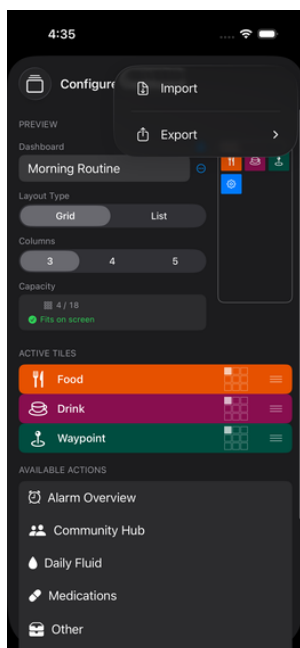 4:35
Configure
Import
Export
PREVIEW
Dashboard
Morning Routine
Layout Type
Grid
List
Columns
3
4
5
Capacity
4 / 18
Fits on screen
ACTIVE TILES
Food
Drink
Waypoint
AVAILABLE ACTIONS
Alarm Overview
Community Hub
Daily Fluid
Medications
Other